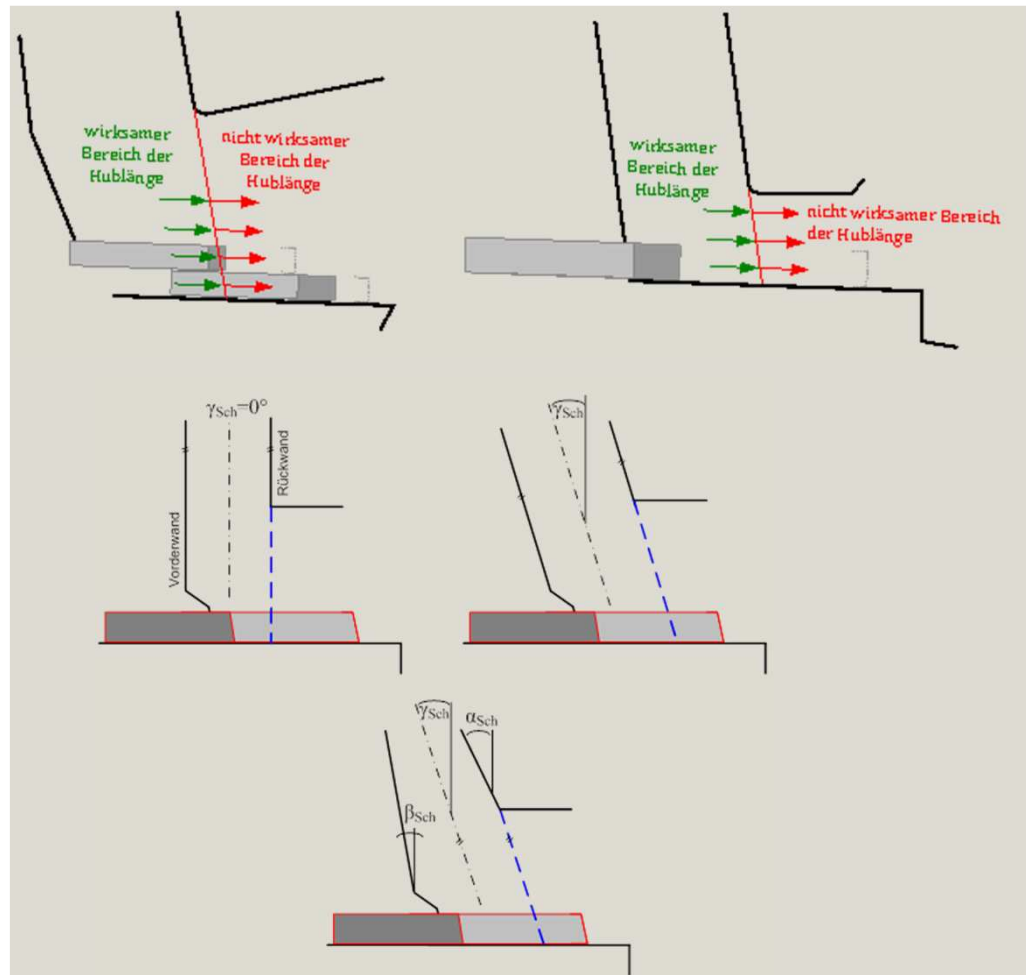 wirksamer
Bereich der
Hublänge
nicht wirksamer
Bereich der
Hublänge
wirksamer
Bereich der
Hublänge
nicht wirksamer Bereich
der Hublänge
γSch=0°
Vorderwand
Rückwand
γSch
γSch
αSch
βSch